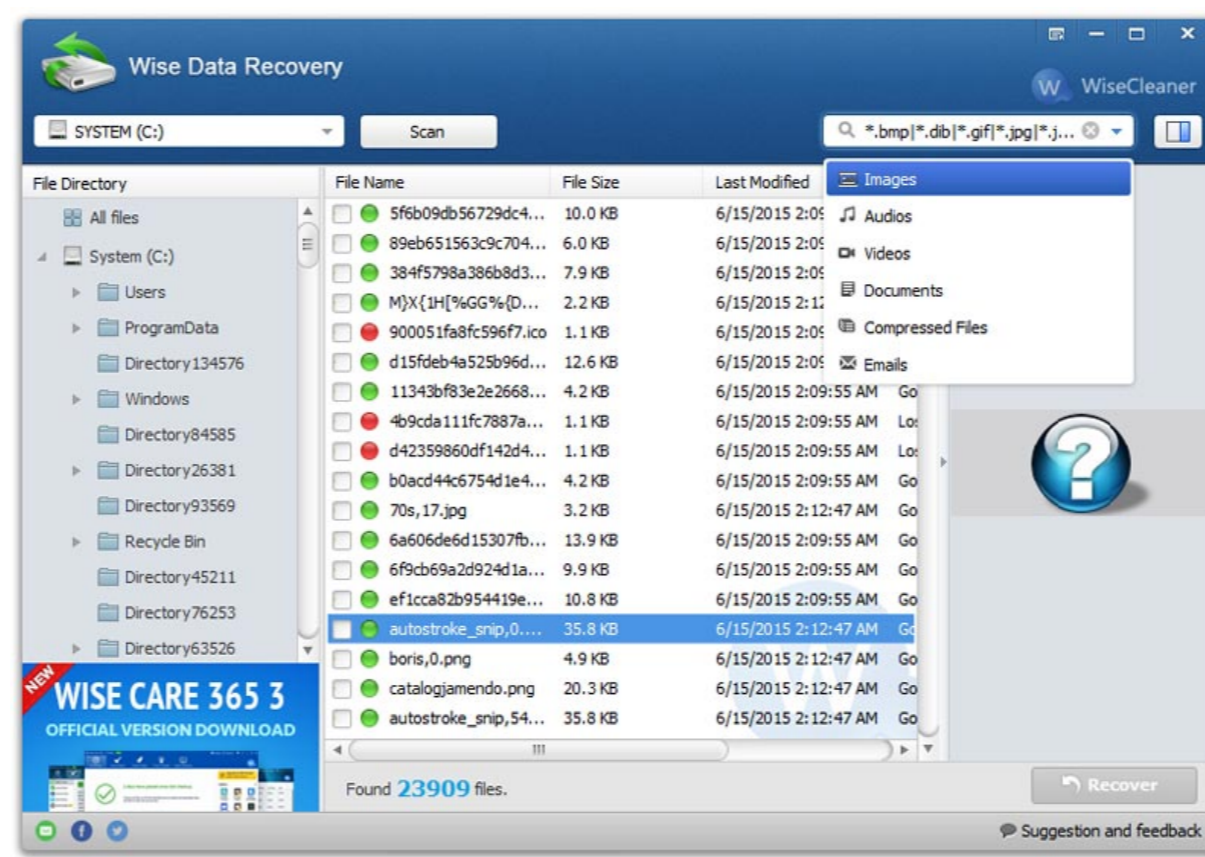 Wise Data Recovery
W WiseCleaner
SYSTEM (C:)
Scan
*.bmp|*.dib|*.gif|*.jpg|*.j...
File Directory
All files
System (C:)
Users
ProgramData
Directory134576
Windows
Directory84585
Directory26381
Directory93569
Recycle Bin
Directory45211
Directory76253
Directory63526
File Name File Size Last Modified
5f6b09db56729dc4... 10.0 KB 6/15/2015 2:09
89eb651563c9c704... 6.0 KB 6/15/2015 2:09
384f5798a386b8d3... 7.9 KB 6/15/2015 2:09
M}X{1H[%GG%{D... 2.2 KB 6/15/2015 2:12
900051fa8fc596f7.ico 1.1 KB 6/15/2015 2:09
d15fdeb4a525b96d... 12.6 KB 6/15/2015 2:09
11343bf83e2e2668... 4.2 KB 6/15/2015 2:09:55 AM Go
4b9cda111fc7887a... 1.1 KB 6/15/2015 2:09:55 AM Los
d42359860df142d4... 1.1 KB 6/15/2015 2:09:55 AM Los
b0acd44c6754d1e4... 4.2 KB 6/15/2015 2:09:55 AM Go
70s,17.jpg 3.2 KB 6/15/2015 2:12:47 AM Go
6a606de6d15307fb... 13.9 KB 6/15/2015 2:09:55 AM Go
6f9cb69a2d924d1a... 9.9 KB 6/15/2015 2:09:55 AM Go
ef1cca82b954419e... 10.8 KB 6/15/2015 2:09:55 AM Go
autostroke_snip,0.... 35.8 KB 6/15/2015 2:12:47 AM Go
boris,0.png 4.9 KB 6/15/2015 2:12:47 AM Go
catalogjamendo.png 20.3 KB 6/15/2015 2:12:47 AM Go
autostroke_snip,54... 35.8 KB 6/15/2015 2:12:47 AM Go
Images
Audios
Videos
Documents
Compressed Files
Emails
NEW
WISE CARE 365 3
OFFICIAL VERSION DOWNLOAD
Found 23909 files.
Recover
Suggestion and feedback